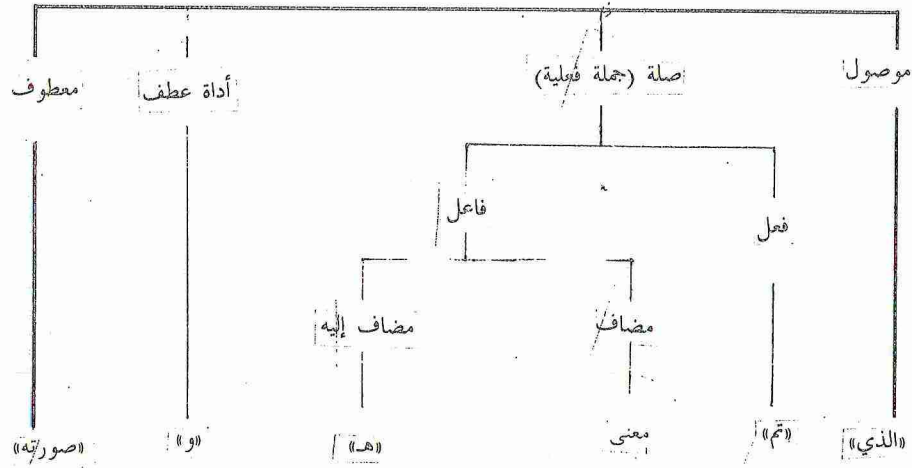 موصول صلة (جملة فعلية) أداة عطف معطوف
فعل فاعل
مضاف مضاف إليه
«الذي» «تم» معنى «هـ» «و» «صورته»